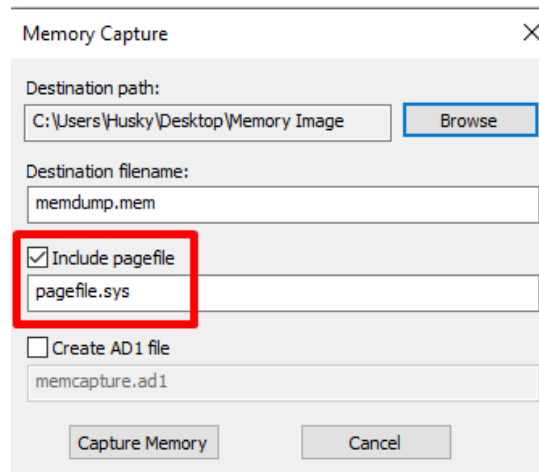 Memory Capture
Destination path:
C:\Users\Husky\Desktop\Memory Image
Browse
Destination filename:
memdump.mem
Include pagefile
pagefile.sys
Create AD1 file
memcapture.ad1
Capture Memory
Cancel